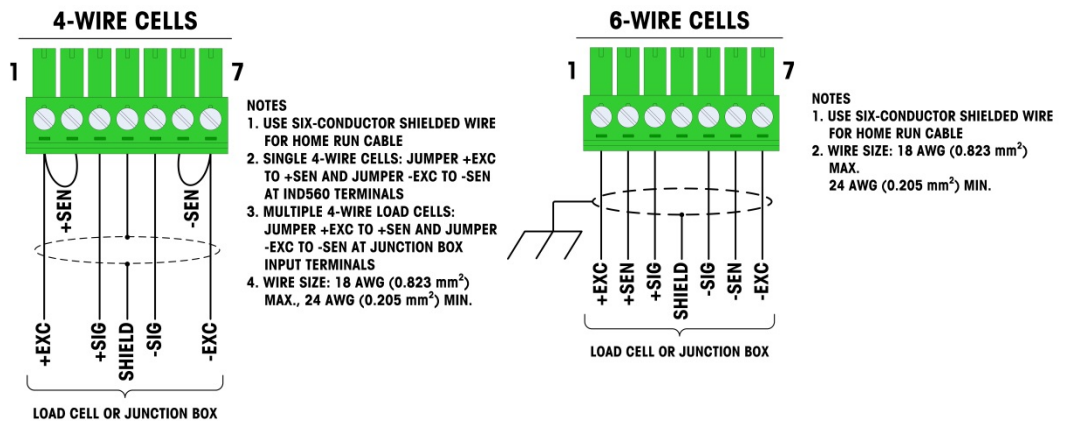 4-WIRE CELLS
1
7
+SEN
-SEN
+EXC
+SIG
SHIELD
-SIG
-EXC
LOAD CELL OR JUNCTION BOX
NOTES
1. USE SIX-CONDUCTOR SHIELDED WIRE
FOR HOME RUN CABLE
2. SINGLE 4-WIRE CELLS: JUMPER +EXC
TO +SEN AND JUMPER -EXC TO -SEN
AT IND560 TERMINALS
3. MULTIPLE 4-WIRE LOAD CELLS:
JUMPER +EXC TO +SEN AND JUMPER
-EXC TO -SEN AT JUNCTION BOX
INPUT TERMINALS
4. WIRE SIZE: 18 AWG (0.823 mm²)
MAX., 24 AWG (0.205 mm²) MIN.
6-WIRE CELLS
1
7
+EXC
+SEN
+SIG
SHIELD
-SIG
-SEN
-EXC
LOAD CELL OR JUNCTION BOX
NOTES
1. USE SIX-CONDUCTOR SHIELDED WIRE
FOR HOME RUN CABLE
2. WIRE SIZE: 18 AWG (0.823 mm²)
MAX.
24 AWG (0.205 mm²) MIN.